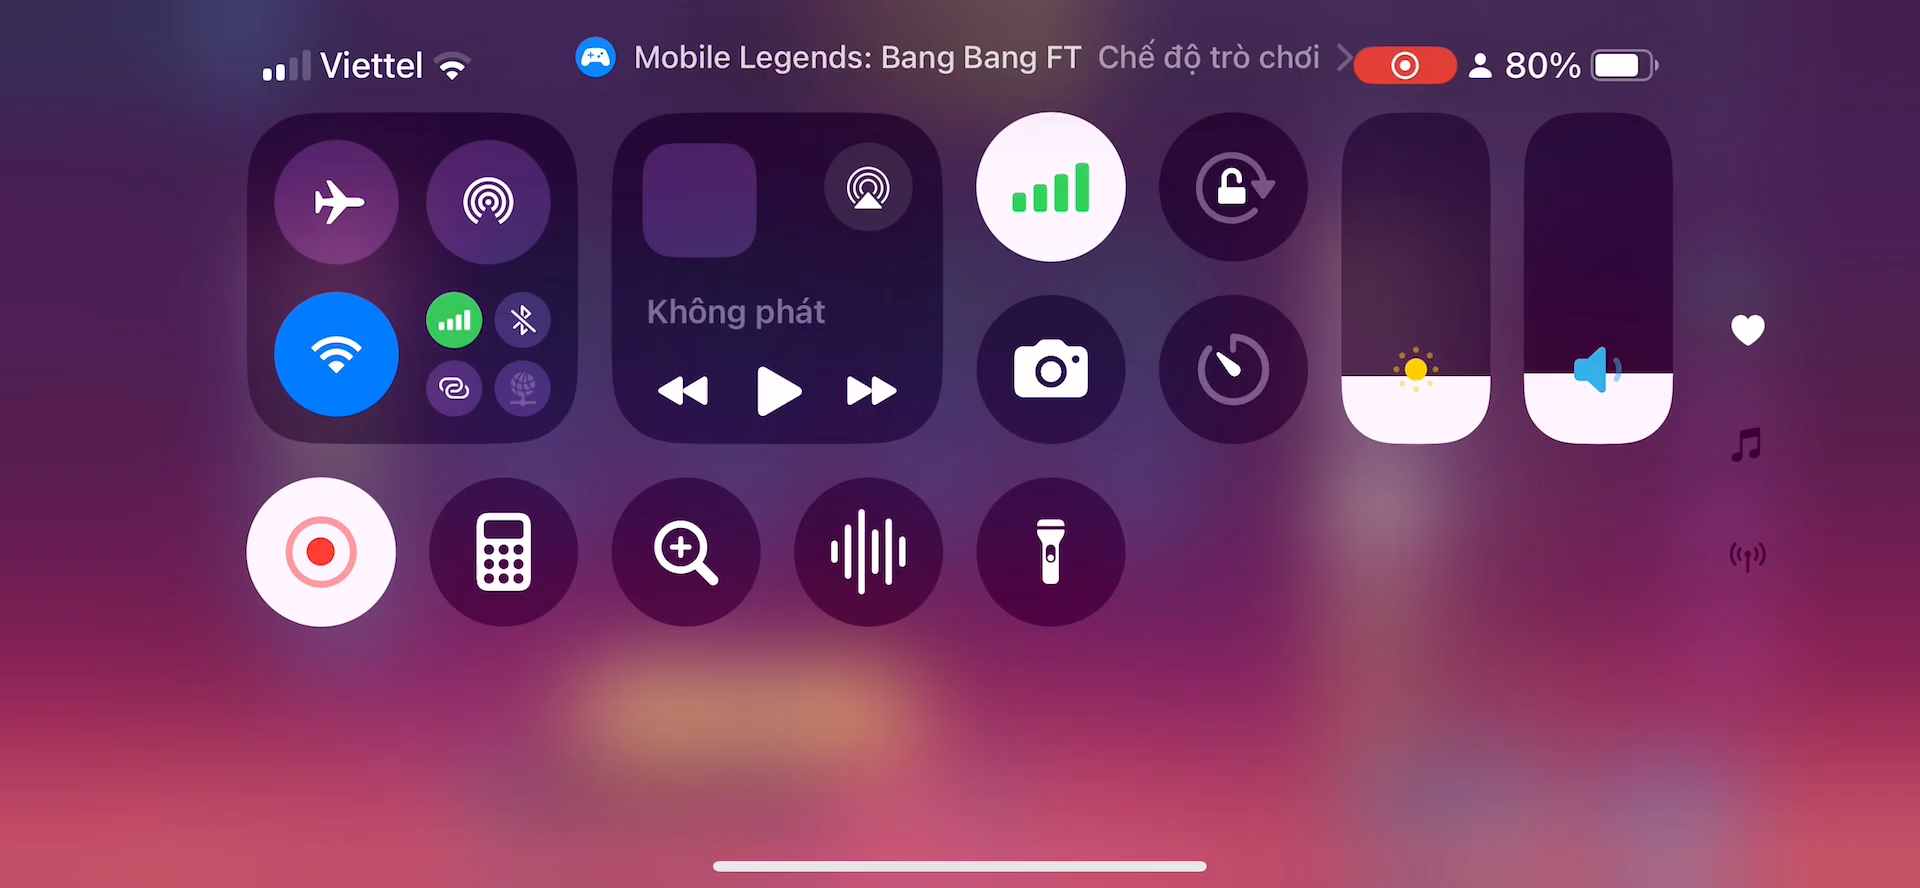 Viettel
Mobile Legends: Bang Bang FT Chế độ trò chơi
80%
Không phát